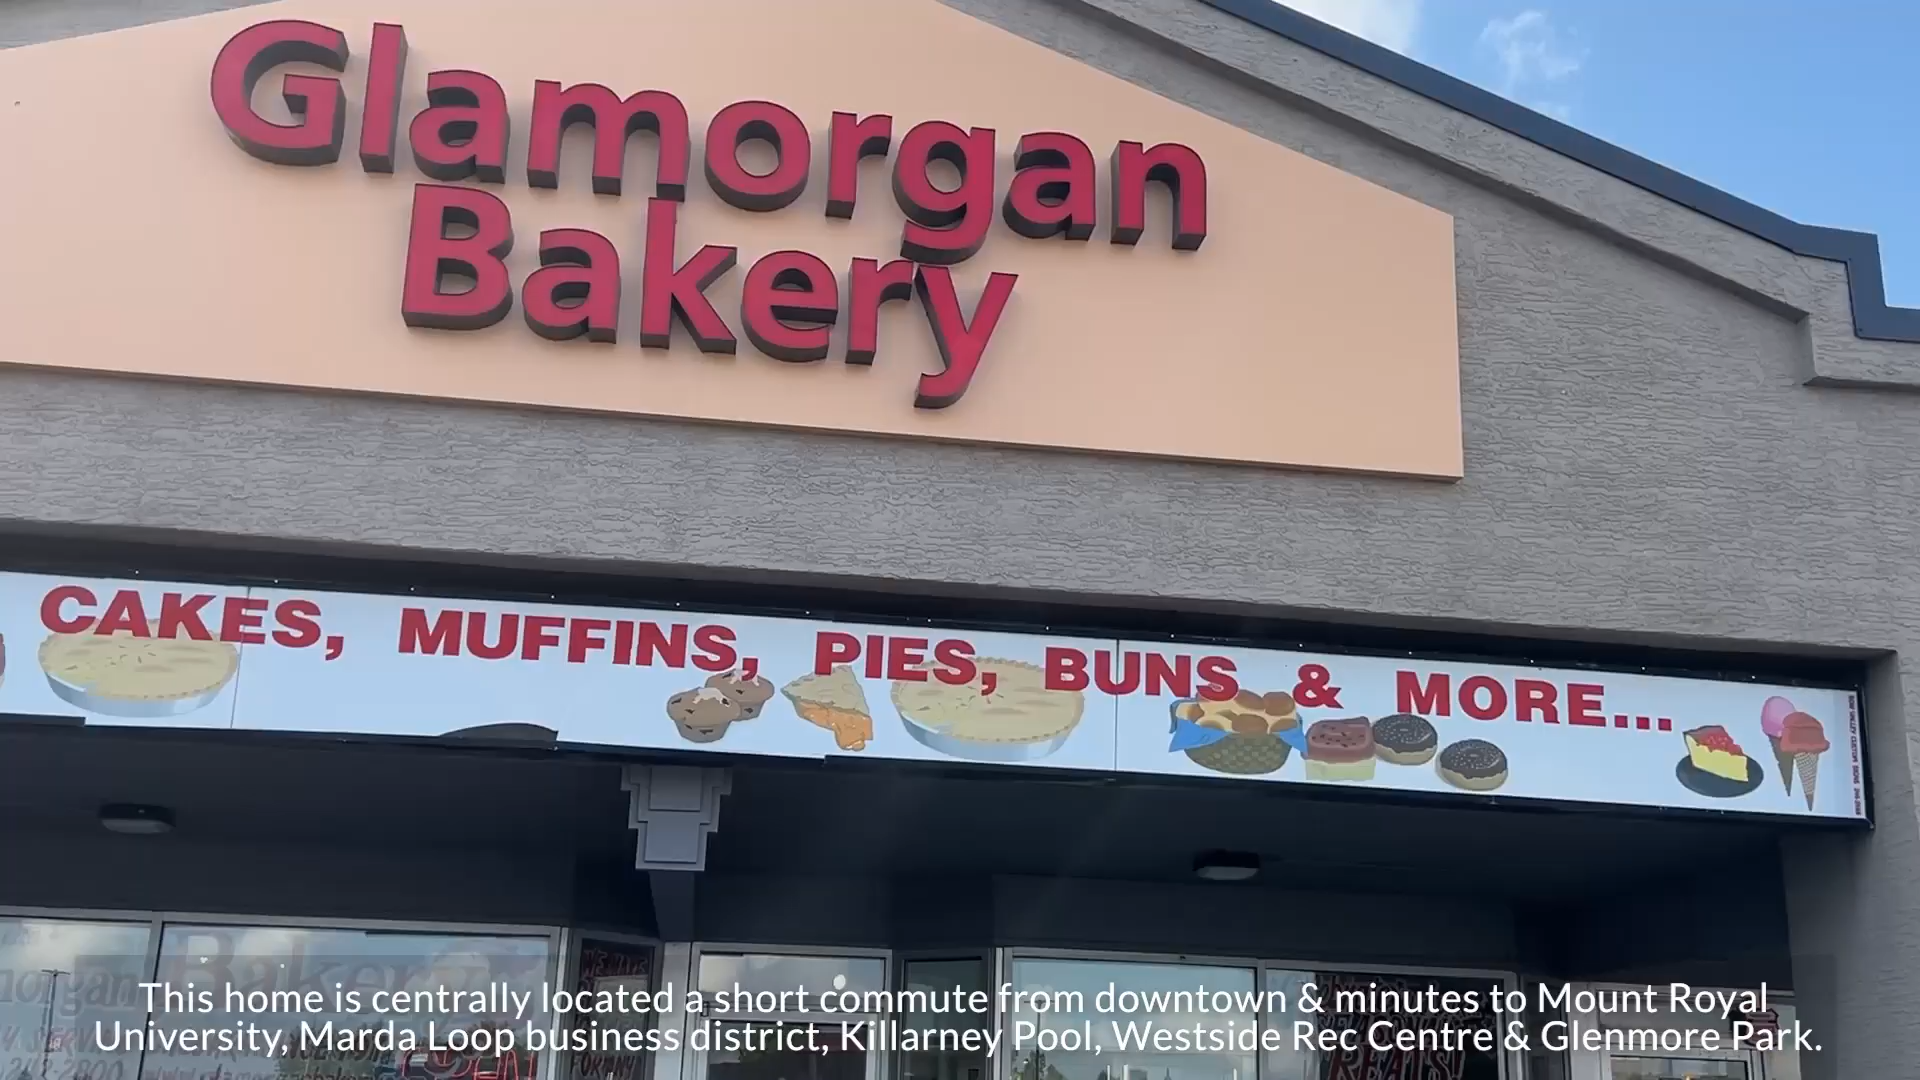 Glamorgan
Bakery
CAKES, MUFFINS, PIES, BUNS & MORE...
Bakery
This home is centrally located a short commute from downtown & minutes to Mount Royal
University, Marda Loop business district, Killarney Pool, Westside Rec Centre & Glenmore Park.